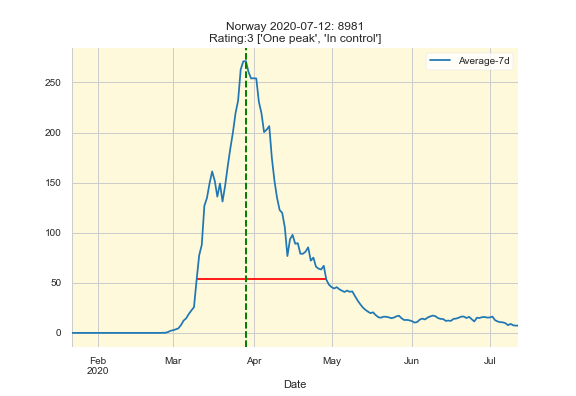 Norway 2020-07-12: 8981
Rating:3 ['One peak', 'In control']
Average-7d
250
200
150
100
50
0
Feb
2020
Mar
Apr
May
Jun
Jul
Date